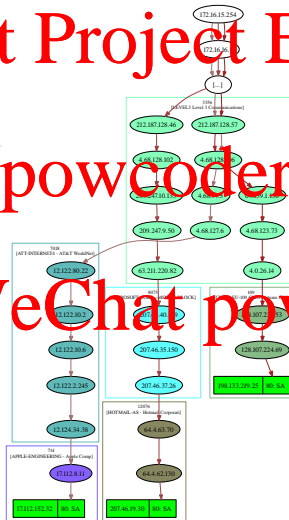 172.16.15.254
172.16.16.
t Project E
[...]
3356
[LEVEL3 Level 3 Communications]
212.187.128.46
212.187.128.57
4.68.128.102
4.68.128.
powcoder
209.247.9.50
4.68.127.6
4.68.123.73
7018
[ATT-INTERNET4 - AT&T WorldNet]
12.122.80.22
63.211.220.82
4.0.26.14
8075
109
WeChat pow
12.122.10.2
12.122.10.6
207.46.35.150
128.107.224.69
12.122.2.245
207.46.37.26
198.133.219.25 80: SA
12076
[HOTMAIL-AS - Hotmail Corporati]
12.124.34.38
64.4.63.70
714
[APPLE-ENGINEERING - Apple Comp]
17.112.8.11
64.4.62.130
17.112.152.32 80: SA
207.46.19.30 80: SA